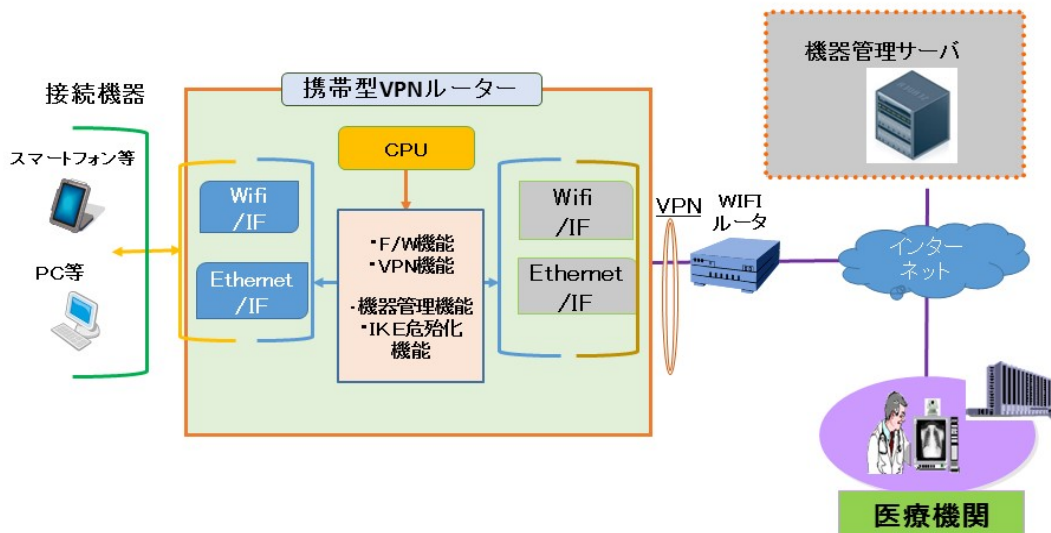 機器管理サーバ
接続機器
携帯型VPNルーター
スマートフォン等
PC等
CPU
Wifi
/IF
Ethernet
/IF
・F/W機能
・VPN機能
・機器管理機能
・IKE危殆化
機能
Wifi
/IF
Ethernet
/IF
VPN
WIFI
ルータ
インター
ネット
医療機関